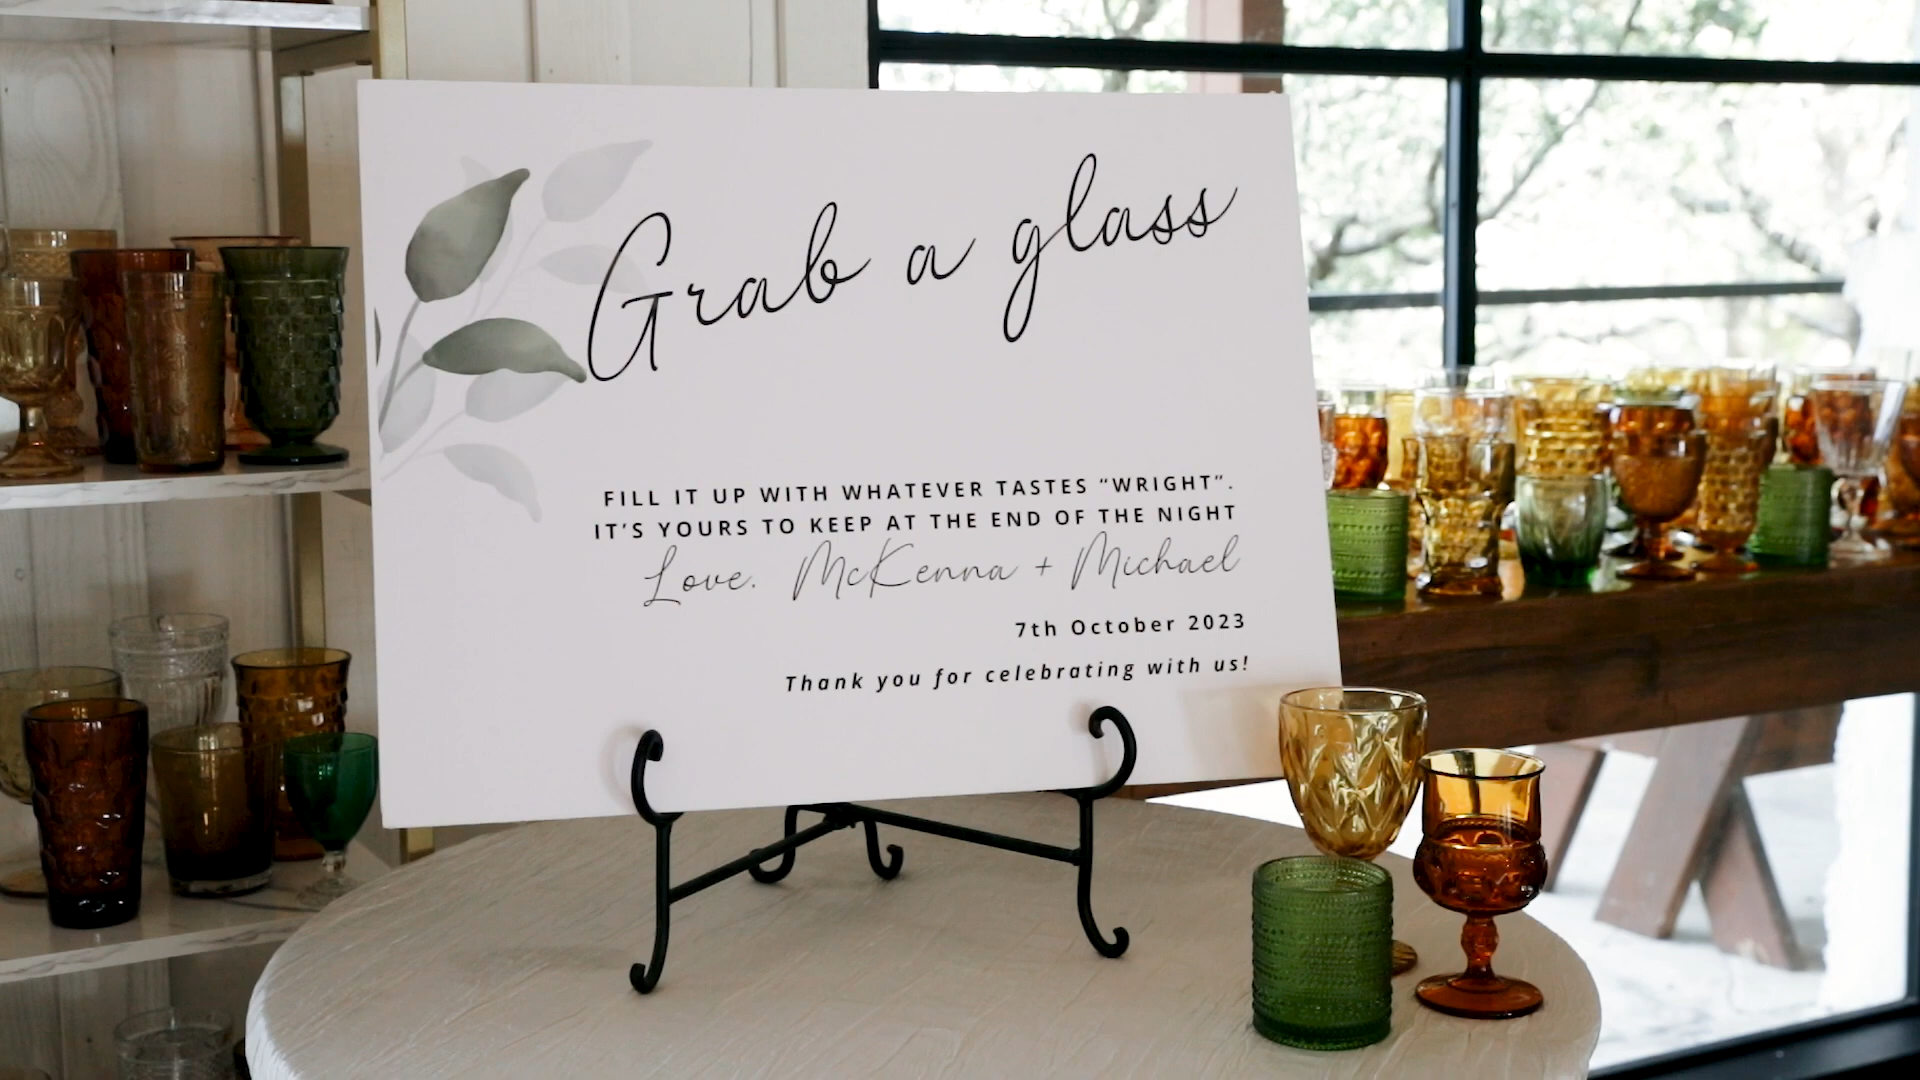 Grab a glass
FILL IT UP WITH WHATEVER TASTES "WRIGHT".
IT'S YOURS TO KEEP AT THE END OF THE NIGHT
Love. McKenna + Michael
7th October 2023
Thank you for celebrating with us!